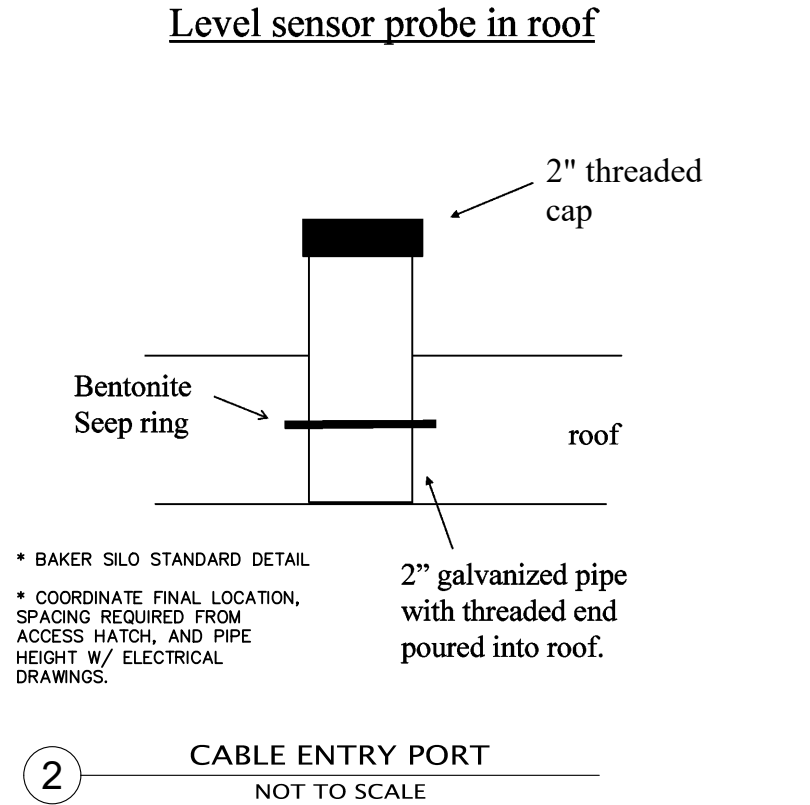 Level sensor probe in roof
2" threaded
cap
Bentonite
Seep ring
roof
2” galvanized pipe
with threaded end
poured into roof.
* BAKER SILO STANDARD DETAIL
* COORDINATE FINAL LOCATION,
SPACING REQUIRED FROM
ACCESS HATCH, AND PIPE
HEIGHT W/ ELECTRICAL
DRAWINGS.
2
CABLE ENTRY PORT
NOT TO SCALE